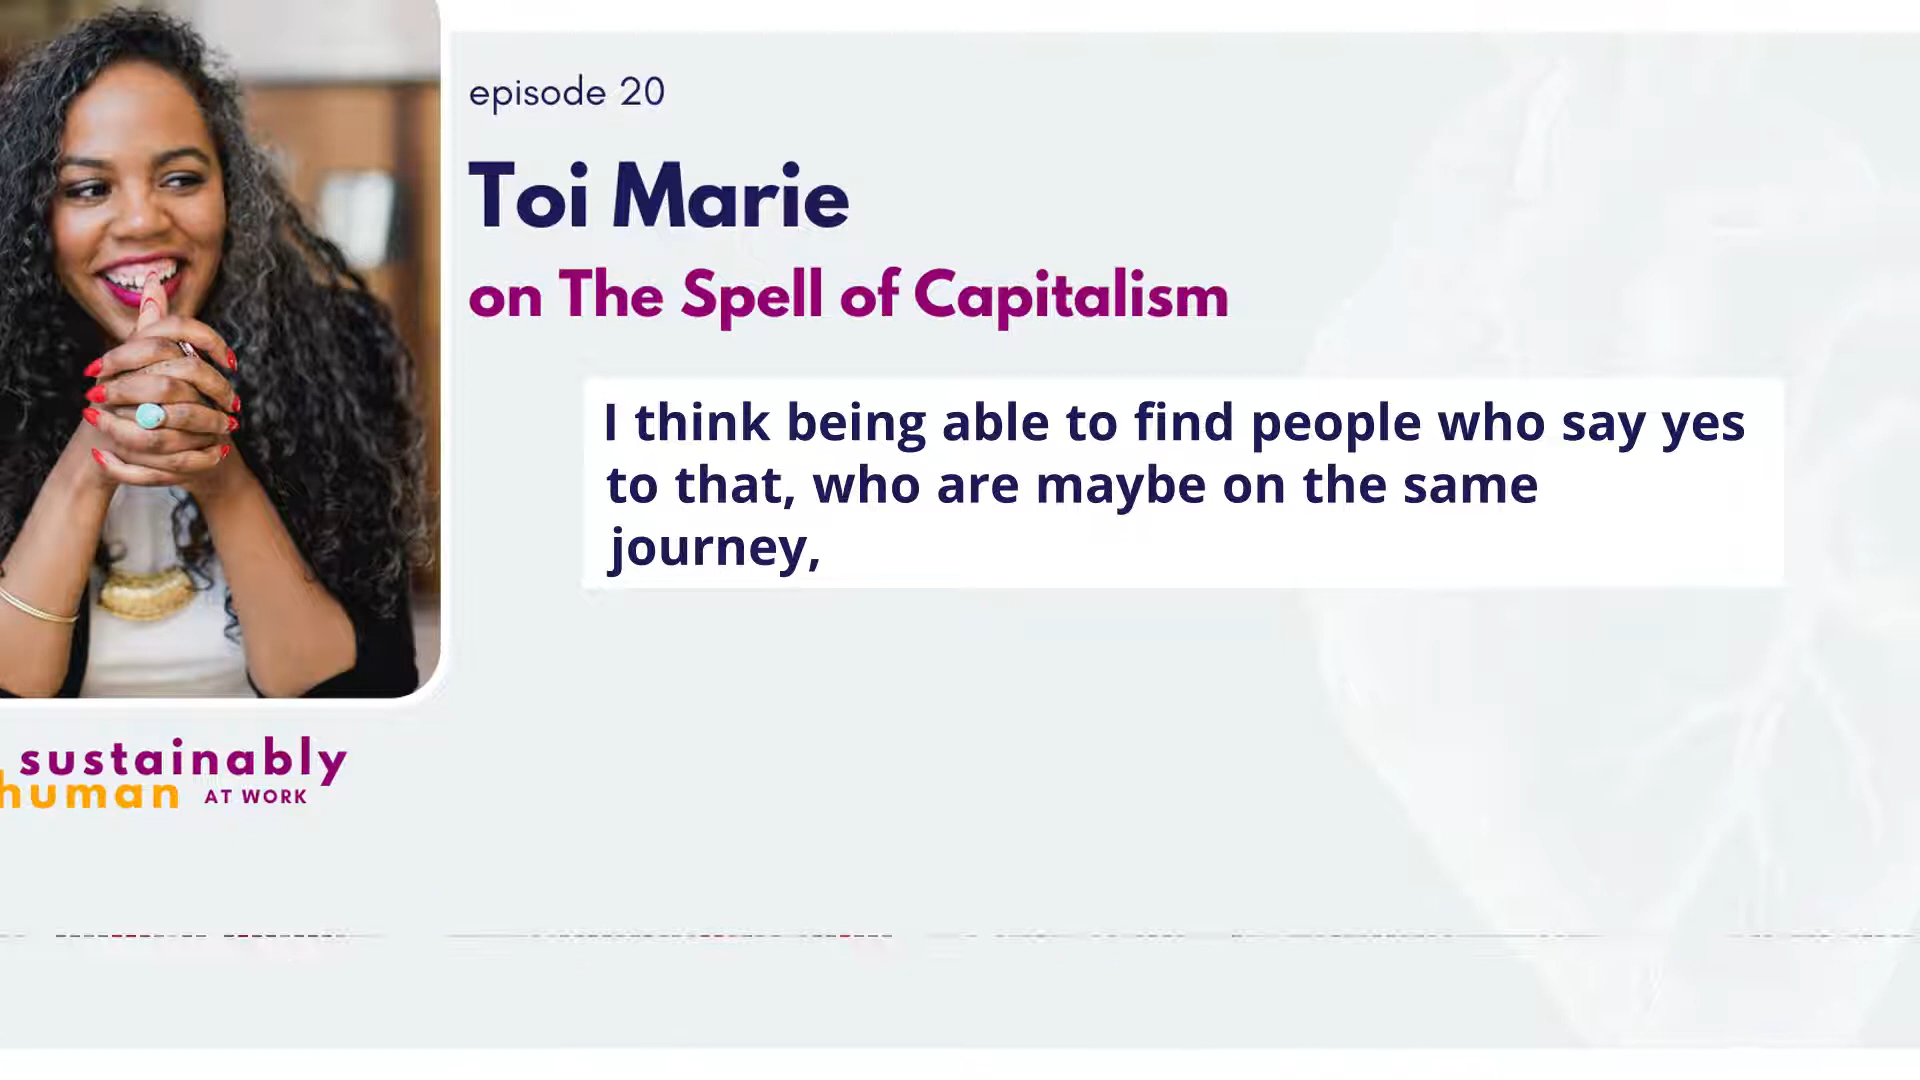 episode 20
Toi Marie
on The Spell of Capitalism
I think being able to find people who say yes
to that, who are maybe on the same
journey,
sustainably
human AT WORK